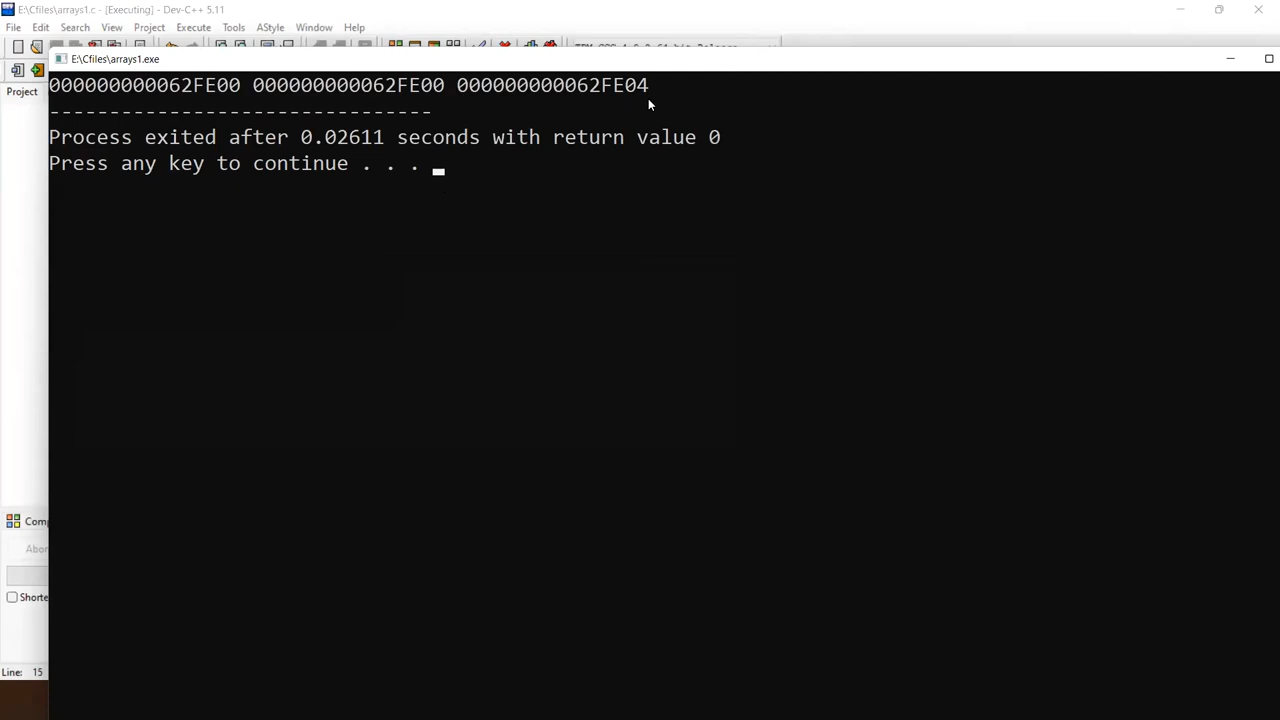 E:\Cfiles\arrays1.c - [Executing] - Dev-C++ 5.11
File Edit Search View Project Execute Tools AStyle Window Help
E:\Cfiles\arrays1.exe
Project
000000000062FE00 000000000062FE00 000000000062FE04
--------------------------------
Process exited after 0.02611 seconds with return value 0
Press any key to continue . . .
Comp
Abor
Shorte
Line: 15